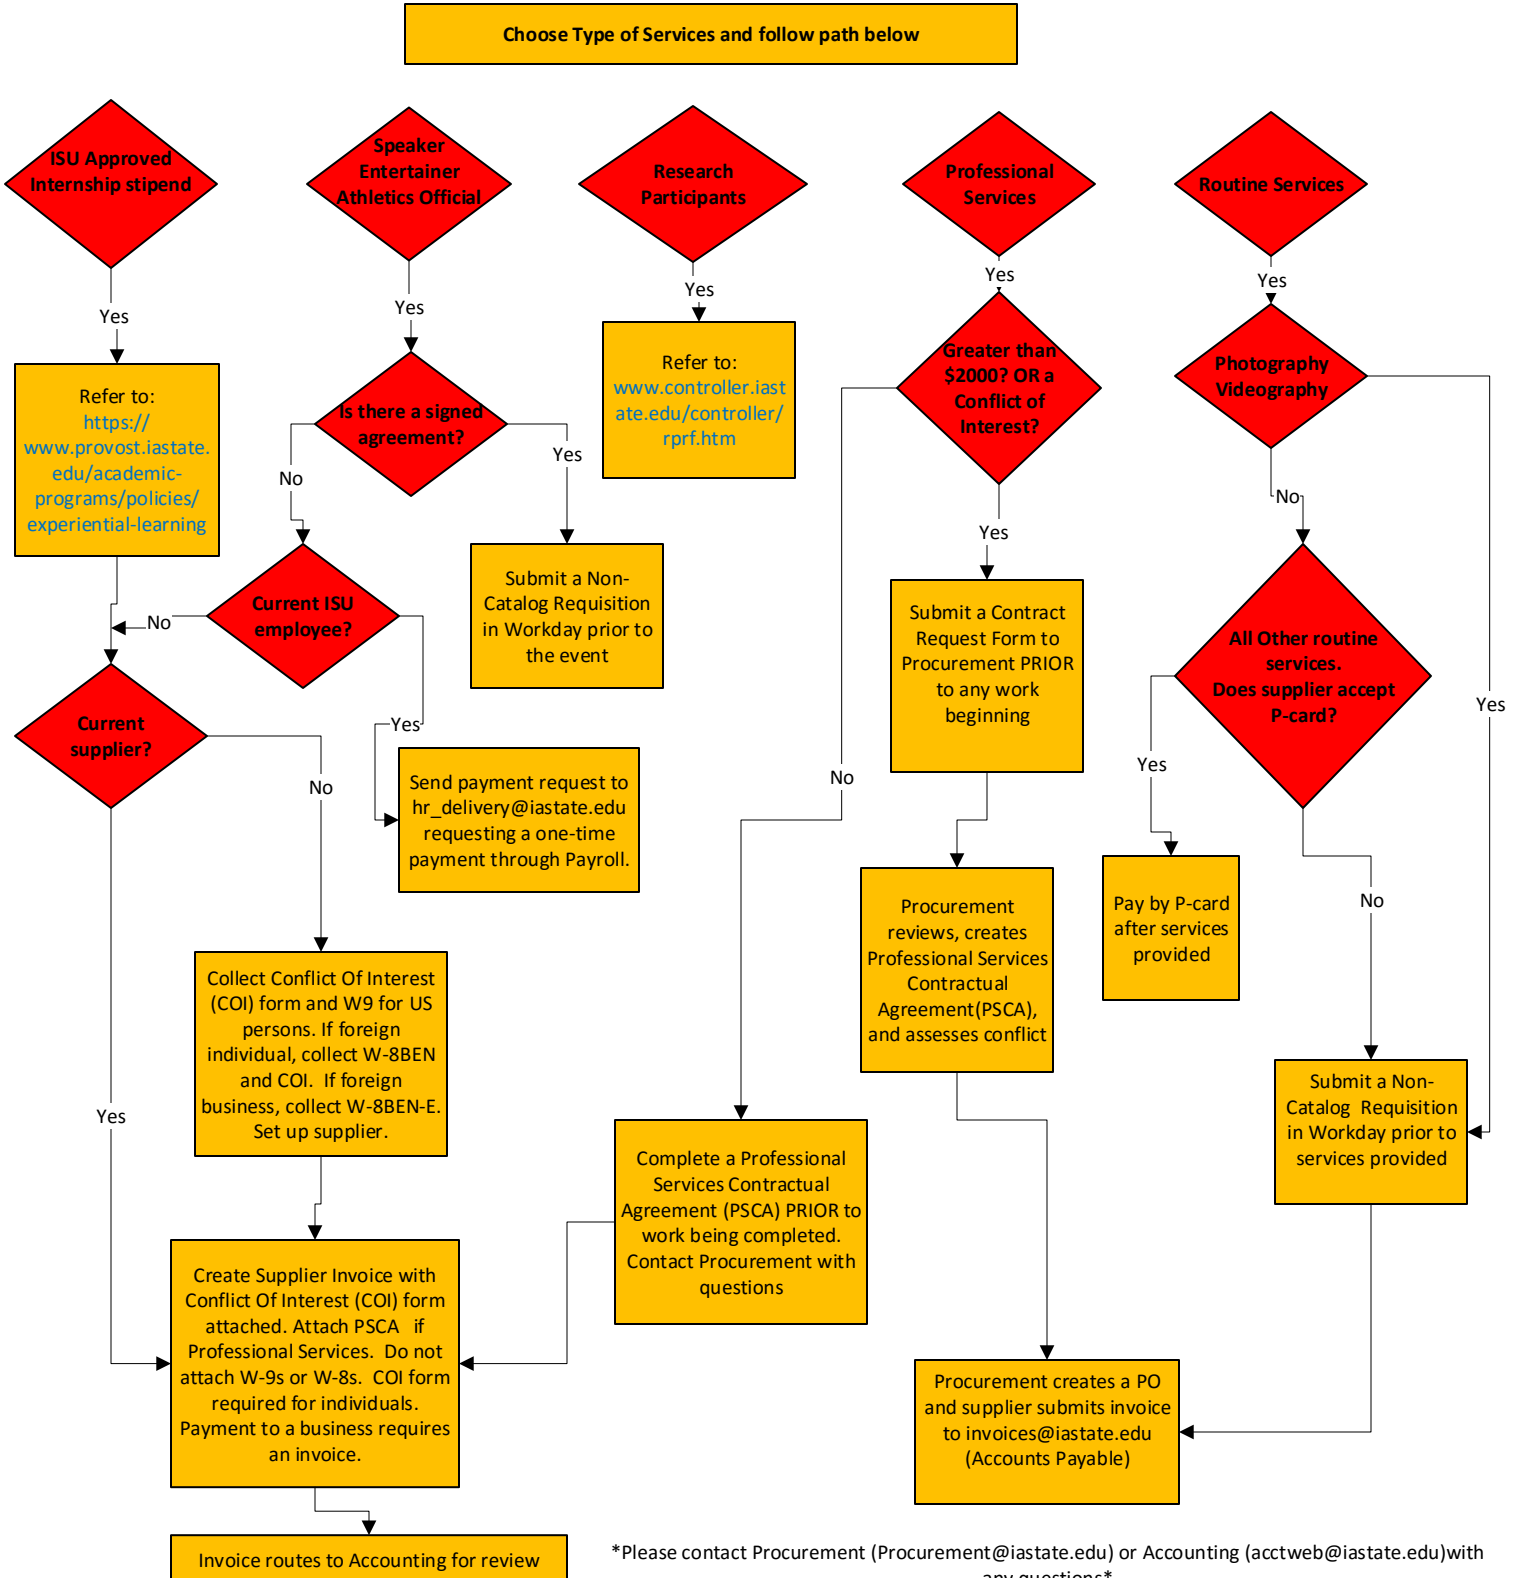 Choose Type of Services and follow path below
ISU Approved
Internship stipend
Speaker
Entertainer
Athletics Official
Research
Participants
Professional
Services
Routine Services
Yes
Yes
Yes
Yes
Yes
Refer to:
https://
www.provost.iastate.
edu/academic-
programs/policies/
experiential-learning
Is there a signed
agreement?
Refer to:
www.controller.iast
ate.edu/controller/
rprf.htm
Greater than
$2000? OR a
Conflict of
Interest?
Photography
Videography
No
Yes
Yes
No
Yes
Current ISU
employee?
No
Yes
Submit a Non-
Catalog Requisition
in Workday prior to
the event
Submit a Contract
Request Form to
Procurement PRIOR
to any work
beginning
All Other routine
services.
Does supplier accept
P-card?
Current
supplier?
No
Yes
Send payment request to
hr_delivery@iastate.edu
requesting a one-time
payment through Payroll.
No
Yes
No
Pay by P-card
after services
provided
Procurement
reviews, creates
Professional Services
Contractual
Agreement(PSCA),
and assesses conflict
Collect Conflict Of Interest
(COI) form and W9 for US
persons. If foreign
individual, collect W-8BEN
and COI.  If foreign
business, collect W-8BEN-E.
Set up supplier.
Submit a Non-
Catalog  Requisition
in Workday prior to
services provided
Complete a Professional
Services Contractual
Agreement (PSCA) PRIOR to
work being completed.
Contact Procurement with
questions
Create Supplier Invoice with
Conflict Of Interest (COI) form
attached. Attach PSCA   if
Professional Services.  Do not
attach W-9s or W-8s.  COI form
required for individuals.
Payment to a business requires
an invoice.
Procurement creates a PO
and supplier submits invoice
to invoices@iastate.edu
(Accounts Payable)
Invoice routes to Accounting for review
*Please contact Procurement (Procurement@iastate.edu) or Accounting (acctweb@iastate.edu)with
any questions*